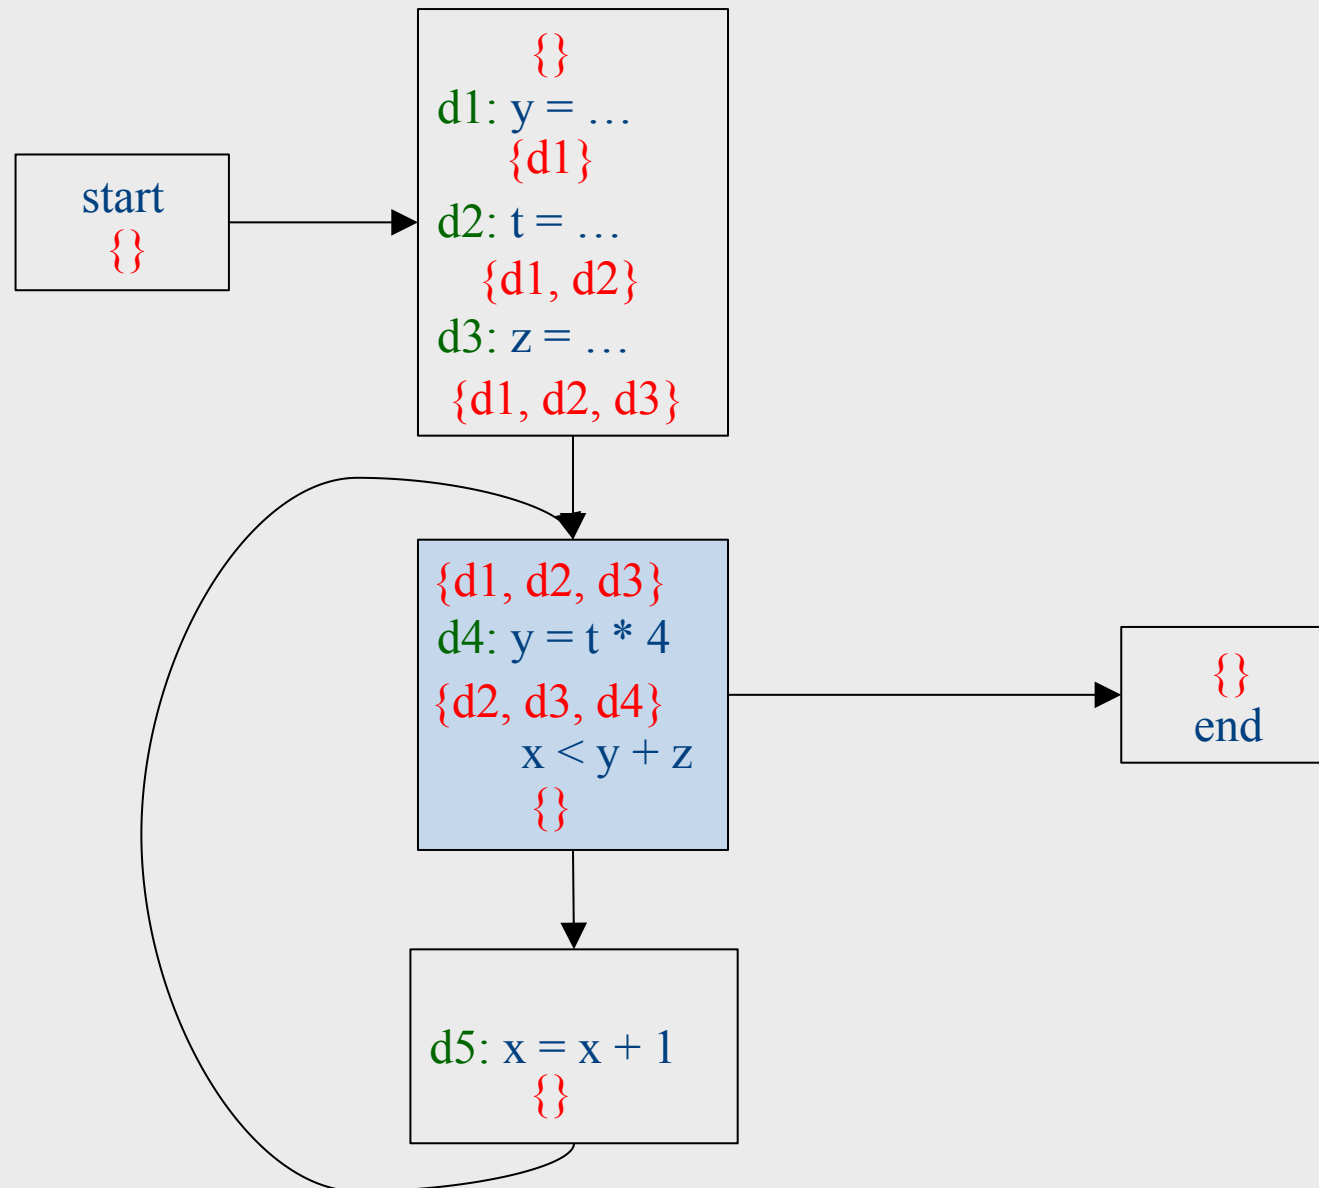 start
{}
{}
d1: y = …
{d1}
d2: t = …
{d1, d2}
d3: z = …
{d1, d2, d3}
{d1, d2, d3}
d4: y = t * 4
{d2, d3, d4}
x < y + z
{}
{}
end
d5: x = x + 1
{}